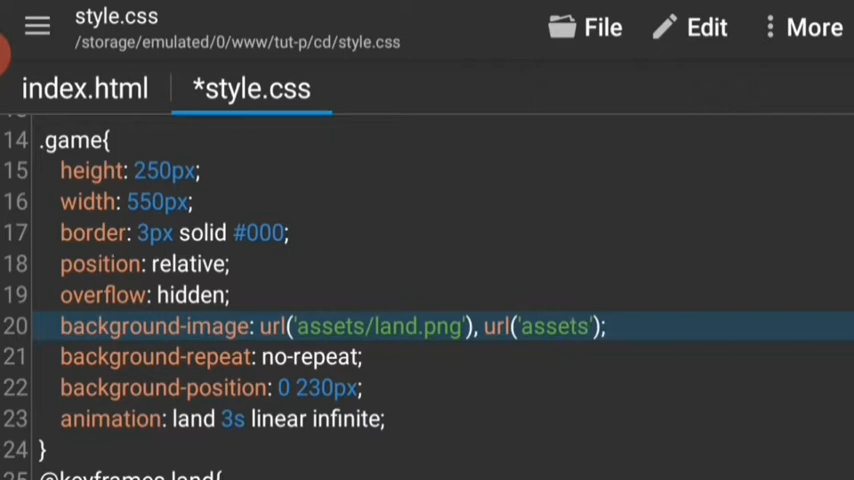 style.css
/storage/emulated/0/www/tut-p/cd/style.css
File Edit More
index.html *style.css
14 .game{
15 height: 250px;
16 width: 550px;
17 border: 3px solid #000;
18 position: relative;
19 overflow: hidden;
20 background-image: url('assets/land.png'), url('assets');
21 background-repeat: no-repeat;
22 background-position: 0 230px;
23 animation: land 3s linear infinite;
24 }
25 @keyframes land{